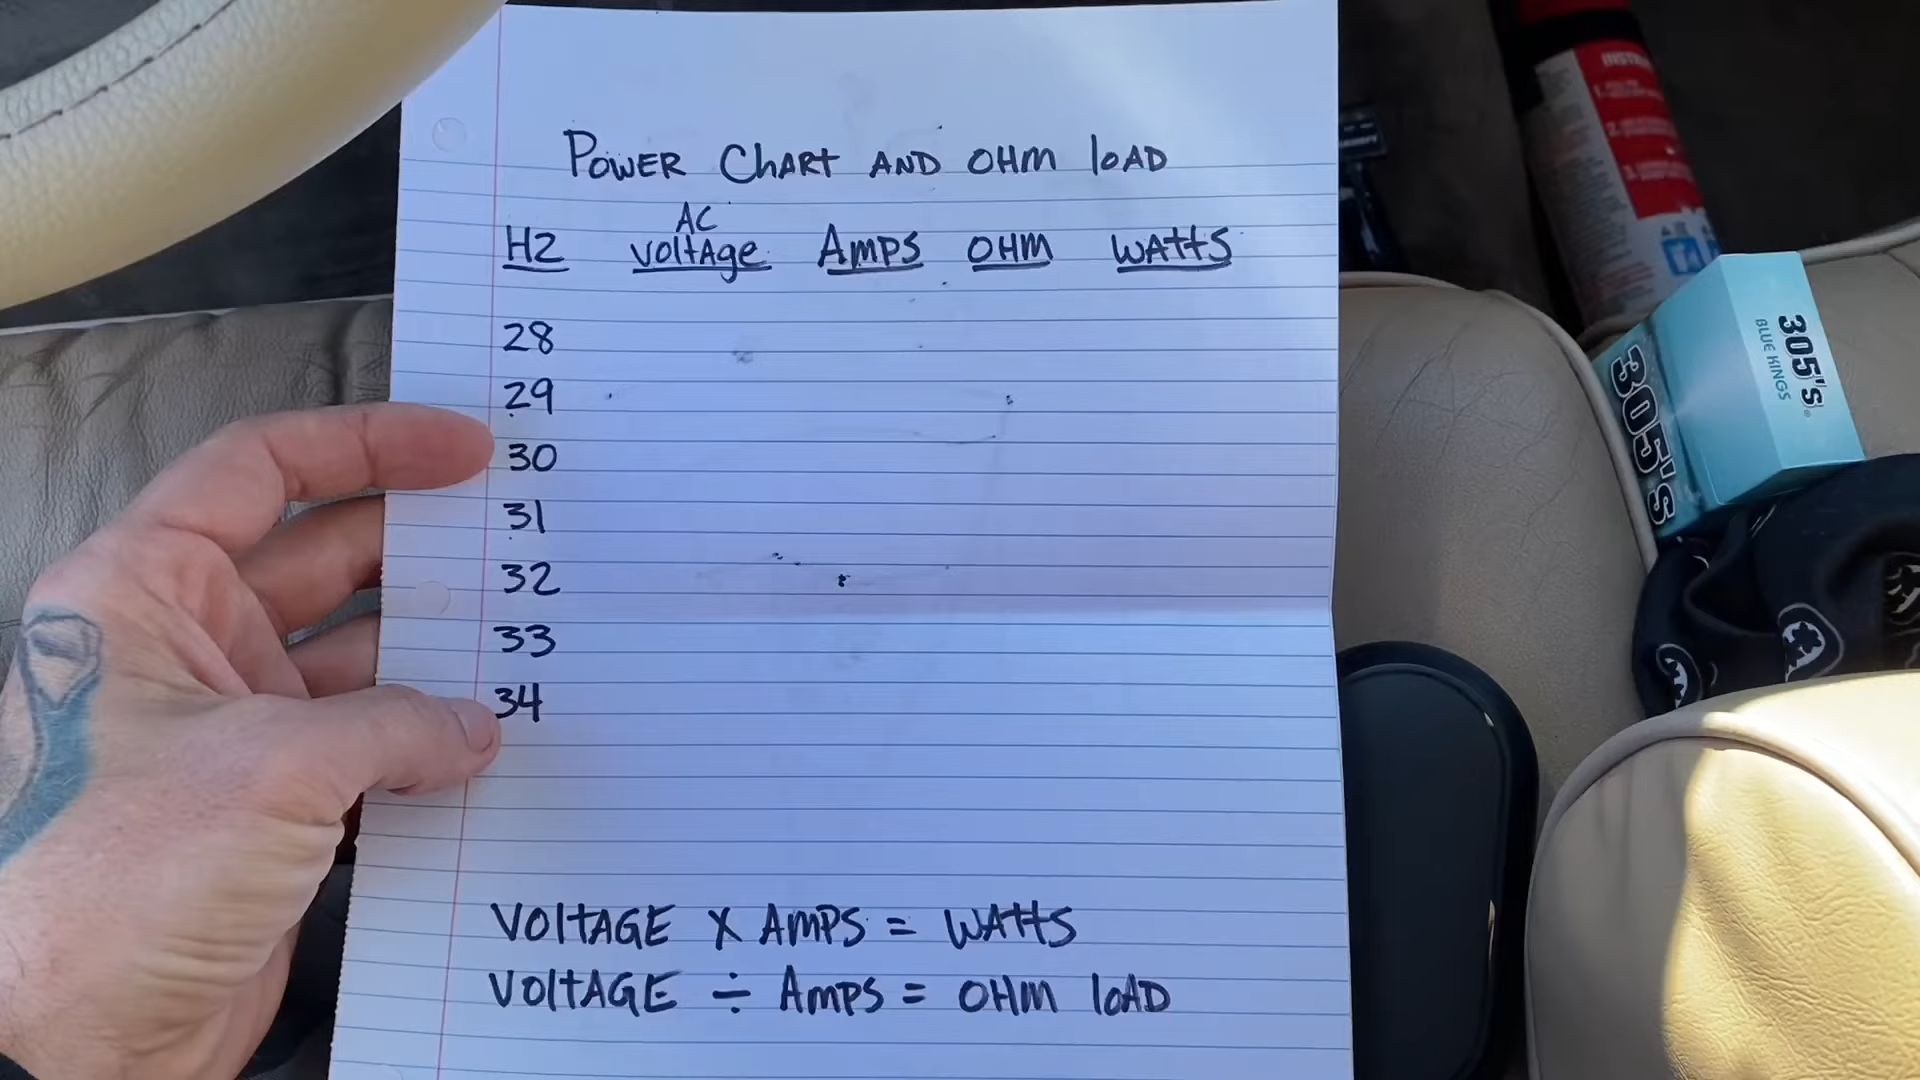 POWER CHART AND OHM LOAD
AC
HZ VOLTAGE AMPS OHM WATTS
28
29
30
31
32
33
34
VOLTAGE X AMPS = WATTS
VOLTAGE ÷ AMPS = OHM LOAD
305's
BLUE KINGS
305's